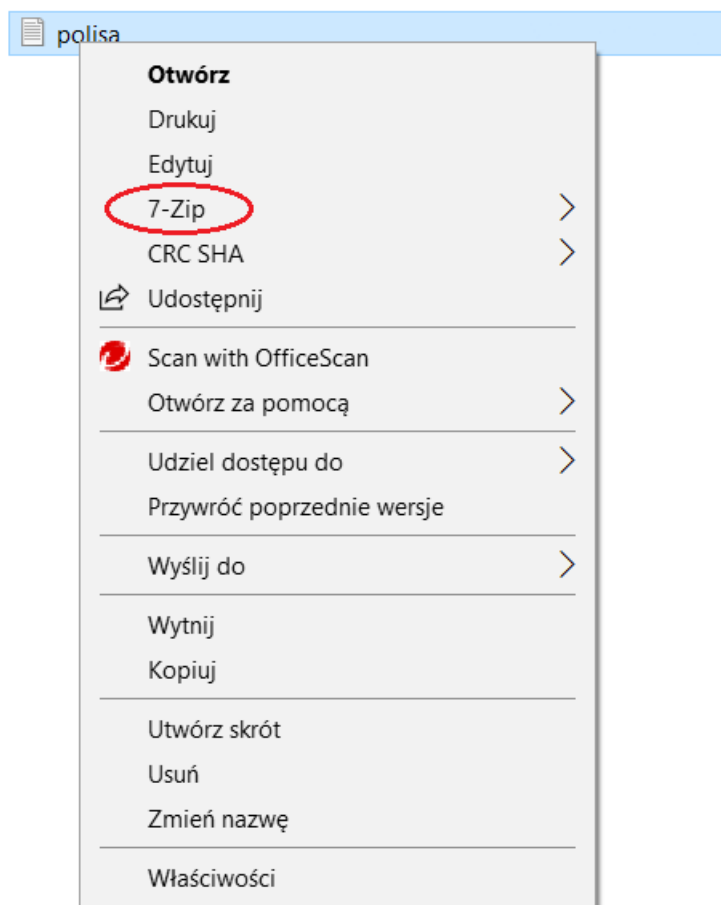 polisa
Otwórz
Drukuj
Edytuj
7-Zip
CRC SHA
Udostępnij
Scan with OfficeScan
Otwórz za pomocą
Udziel dostępu do
Przywróć poprzednie wersje
Wyślij do
Wytnij
Kopiuj
Utwórz skrót
Usuń
Zmień nazwę
Właściwości